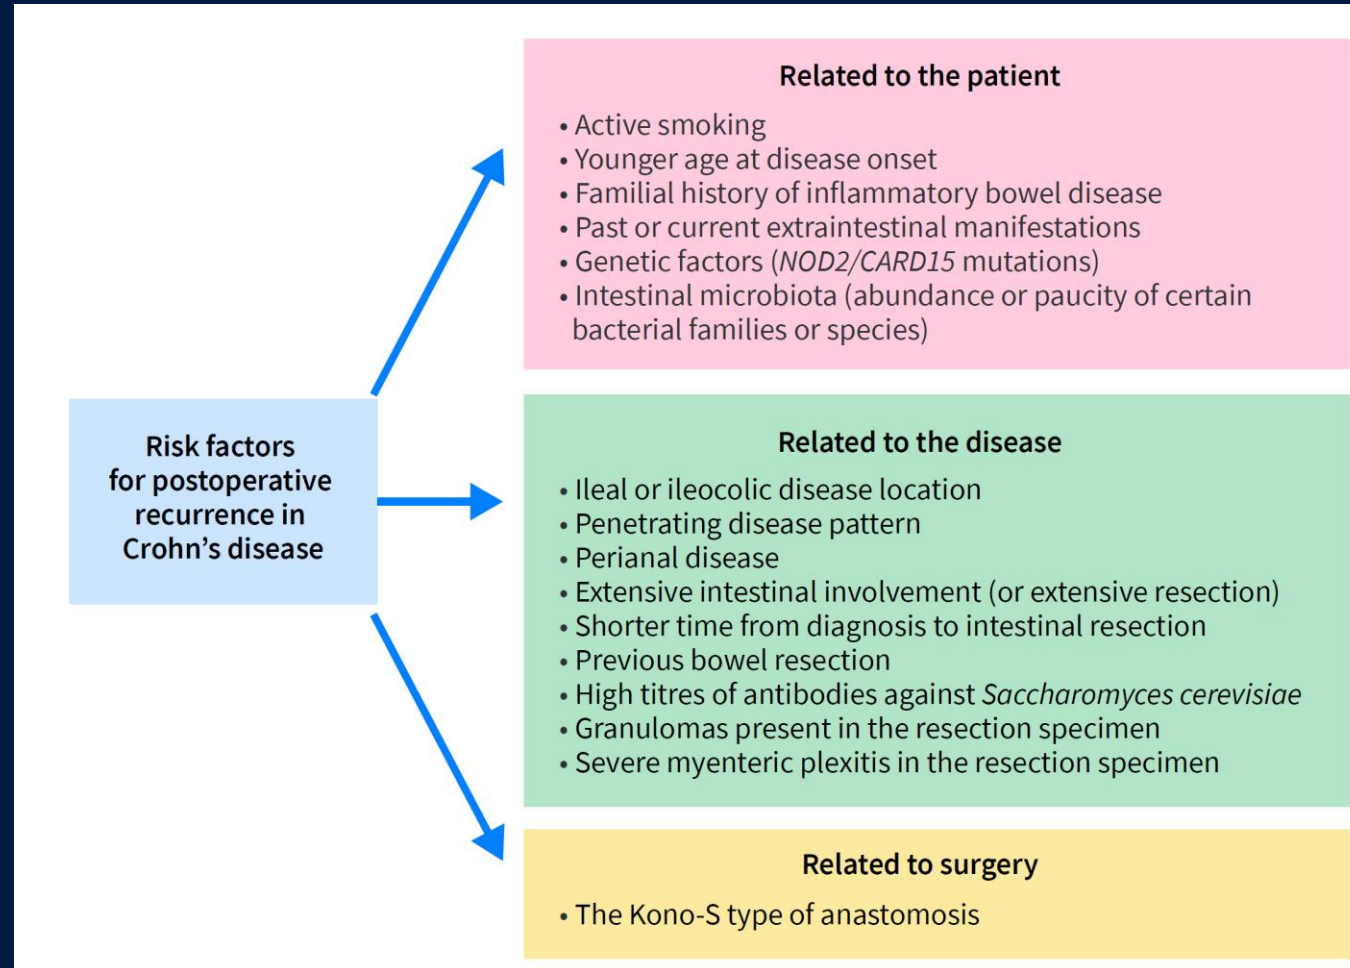 Related to the patient
• Active smoking
• Younger age at disease onset
• Familial history of inflammatory bowel disease
• Past or current extraintestinal manifestations
• Genetic factors (NOD2/CARD15 mutations)
• Intestinal microbiota (abundance or paucity of certain
bacterial families or species)
Risk factors
for postoperative
recurrence in
Crohn’s disease
Related to the disease
• Ileal or ileocolic disease location
• Penetrating disease pattern
• Perianal disease
• Extensive intestinal involvement (or extensive resection)
• Shorter time from diagnosis to intestinal resection
• Previous bowel resection
• High titres of antibodies against Saccharomyces cerevisiae
• Granulomas present in the resection specimen
• Severe myenteric plexitis in the resection specimen
Related to surgery
• The Kono-S type of anastomosis